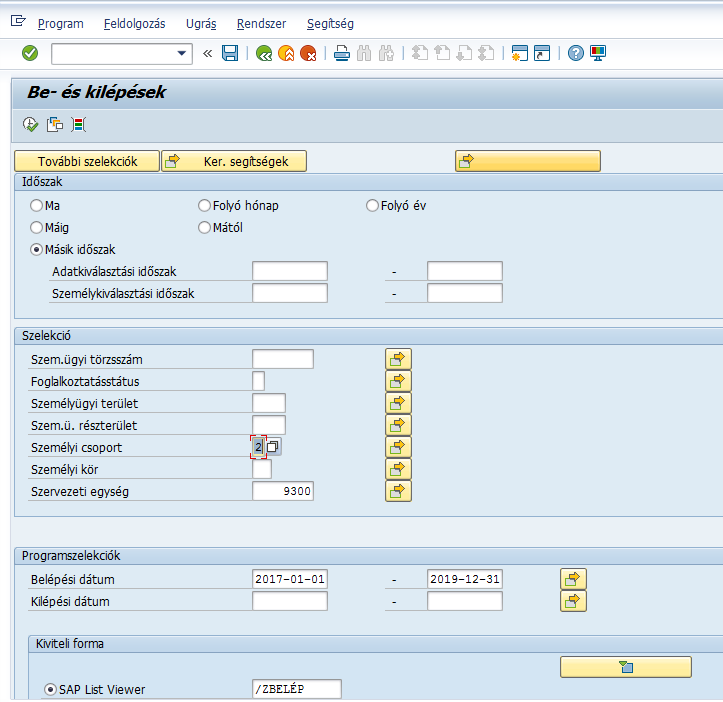 Program Feldolgozás Ugrás Rendszer Segítség
Be- és kilépések
További szelekciók Ker. segítségek
Időszak
Ma Folyó hónap Folyó év
Máig Mától
Másik időszak
Adatkiválasztási időszak -
Személykiválasztási időszak -
Szelekció
Szem.ügyi törzsszám
Foglalkoztatásstátus
Személyügyi terület
Szem.ü. részterület
Személyi csoport 2
Személyi kör
Szervezeti egység 9300
Programszelekciók
Belépési dátum 2017-01-01 - 2019-12-31
Kilépési dátum -
Kiviteli forma
SAP List Viewer /ZBELÉP